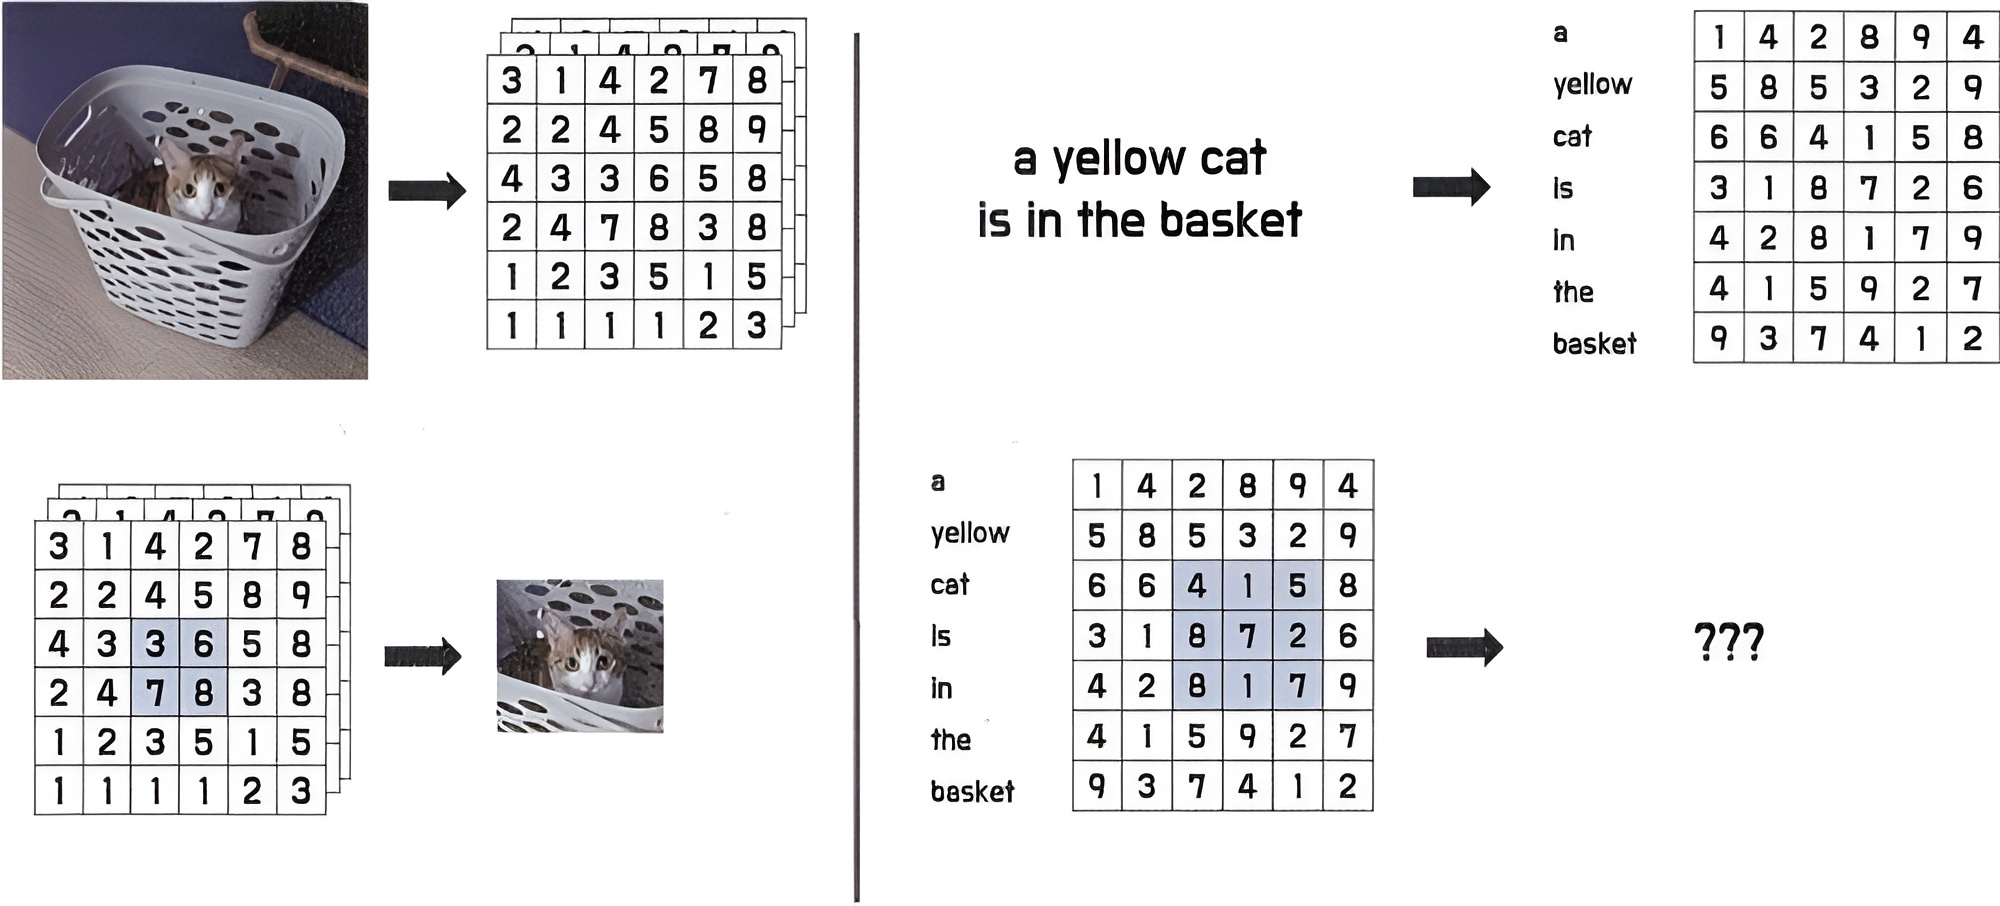 3 1 4 2 7 8
2 2 4 5 8 9
4 3 3 6 5 8
2 4 7 8 3 8
1 2 3 5 1 5
1 1 1 1 2 3
a yellow cat
is in the basket
a 1 4 2 8 9 4
yellow 5 8 5 3 2 9
cat 6 6 4 1 5 8
is 3 1 8 7 2 6
in 4 2 8 1 7 9
the 4 1 5 9 2 7
basket 9 3 7 4 1 2
3 1 4 2 7 8
2 2 4 5 8 9
4 3 3 6 5 8
2 4 7 8 3 8
1 2 3 5 1 5
1 1 1 1 2 3
a 1 4 2 8 9 4
yellow 5 8 5 3 2 9
cat 6 6 4 1 5 8
is 3 1 8 7 2 6
in 4 2 8 1 7 9
the 4 1 5 9 2 7
basket 9 3 7 4 1 2
???